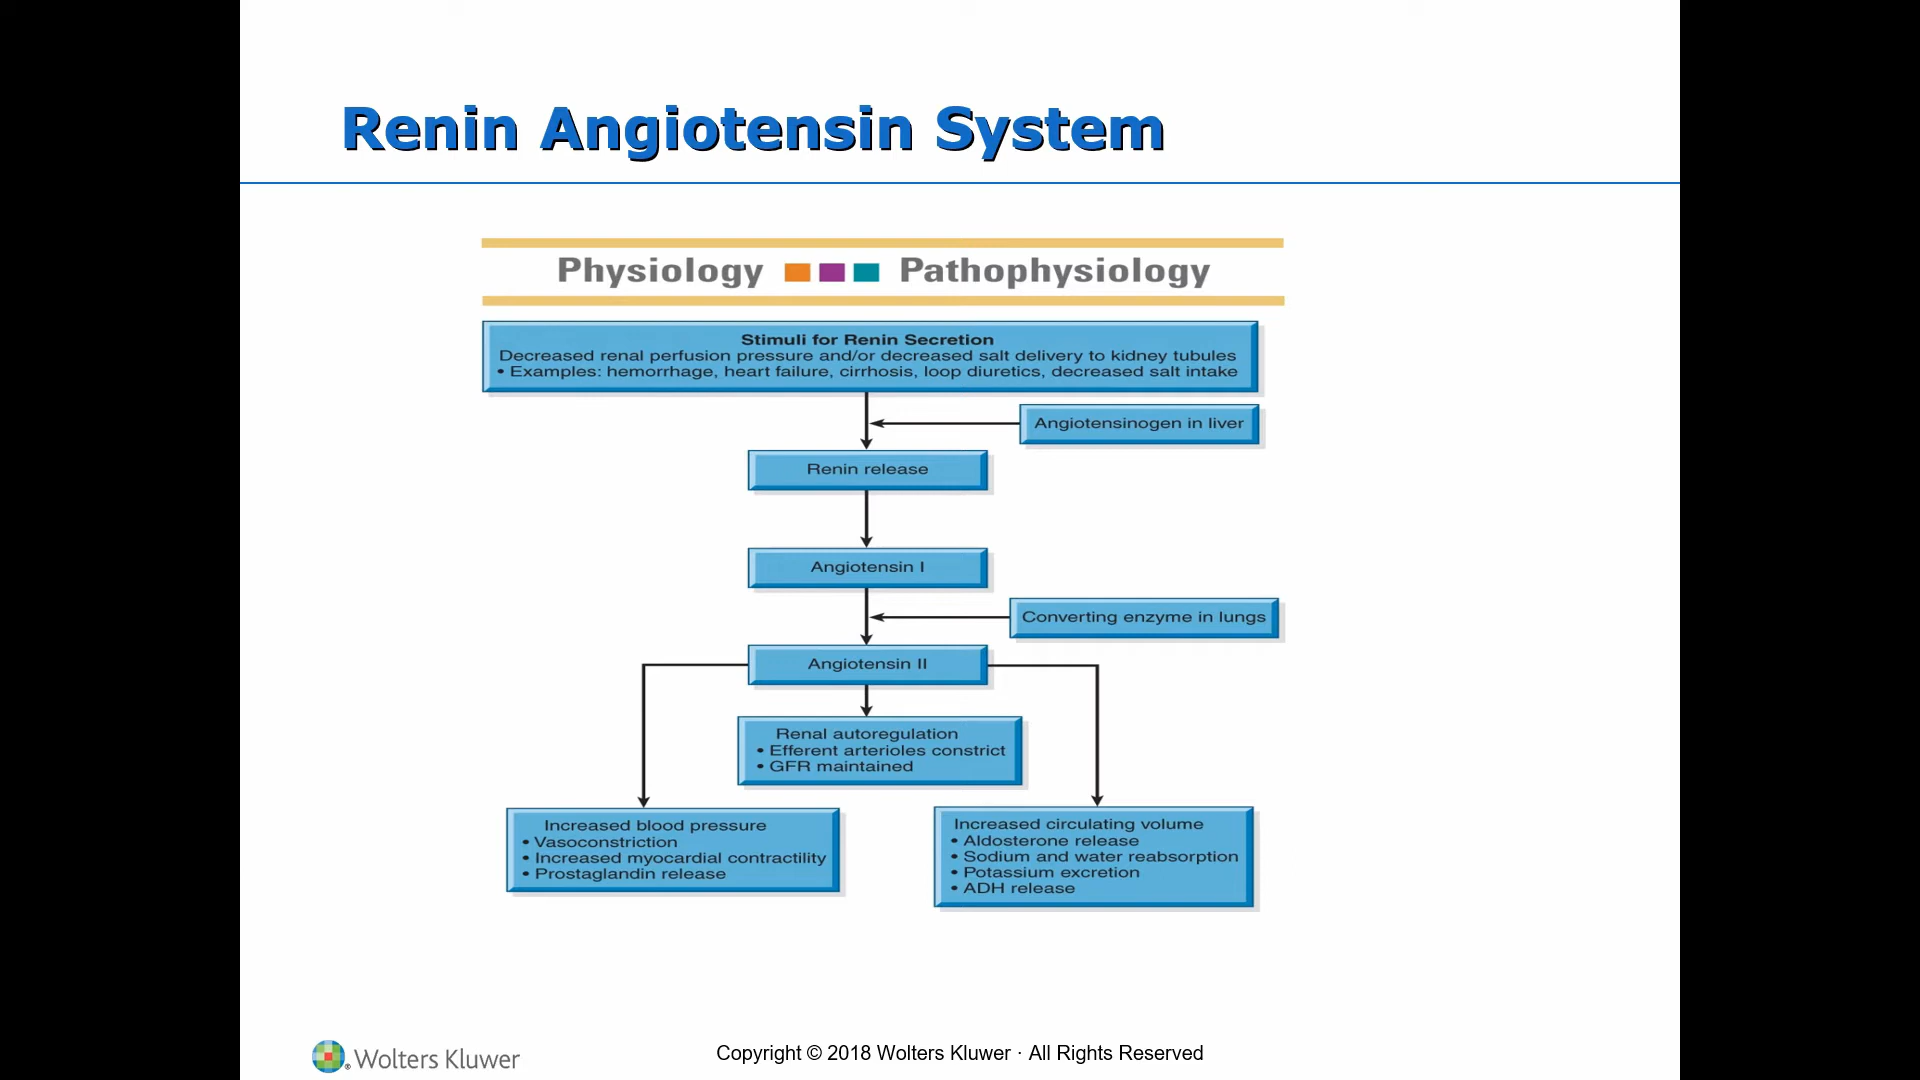 Renin Angiotensin System
Physiology Pathophysiology
Stimuli for Renin Secretion
Decreased renal perfusion pressure and/or decreased salt delivery to kidney tubules
• Examples: hemorrhage, heart failure, cirrhosis, loop diuretics, decreased salt intake
Angiotensinogen in liver
Renin release
Angiotensin I
Converting enzyme in lungs
Angiotensin II
Renal autoregulation
• Efferent arterioles constrict
• GFR maintained
Increased blood pressure
• Vasoconstriction
• Increased myocardial contractility
• Prostaglandin release
Increased circulating volume
• Aldosterone release
• Sodium and water reabsorption
• Potassium excretion
• ADH release
Wolters Kluwer
Copyright © 2018 Wolters Kluwer · All Rights Reserved